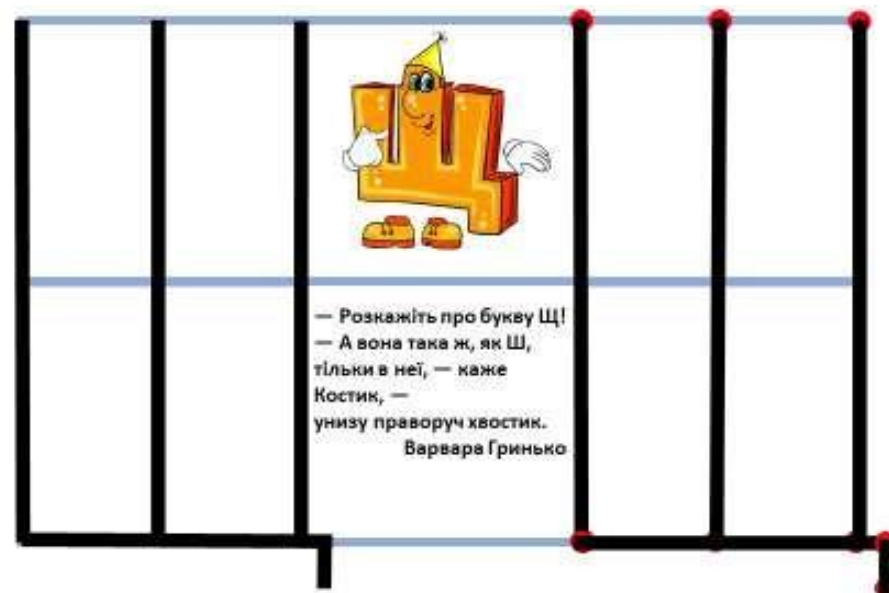 — Розкажіть про букву Щ!
— А вона така ж, як Ш,
тільки в неї, — каже
Костик, —
унизу праворуч хвостик.
Варвара Гринько